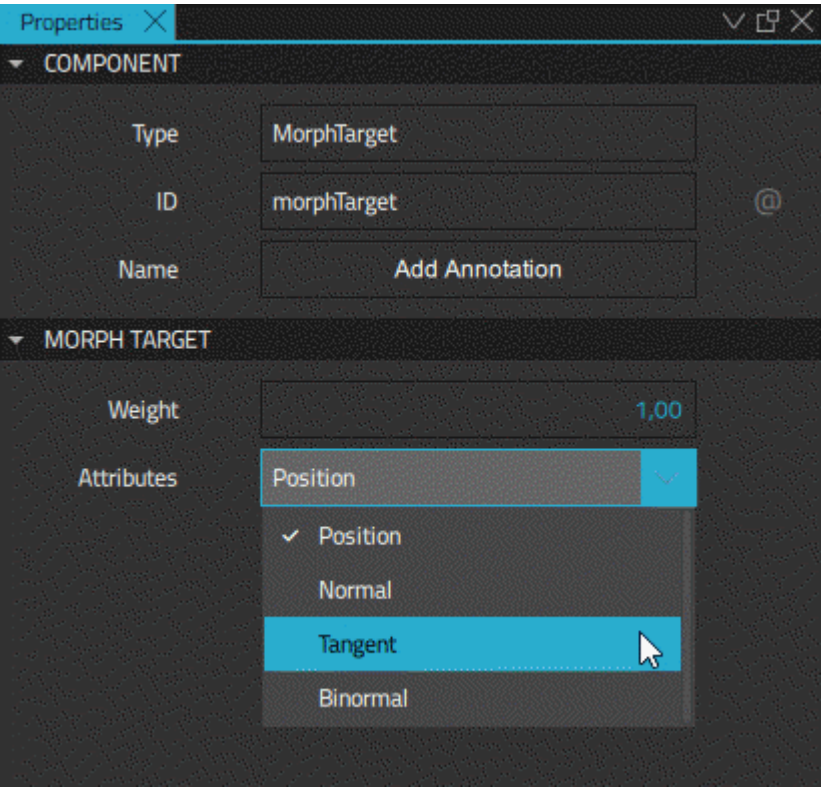 Properties
COMPONENT
Type MorphTarget
ID morphTarget @
Name Add Annotation
MORPH TARGET
Weight 1,00
Attributes Position
Position
Normal
Tangent
Binormal